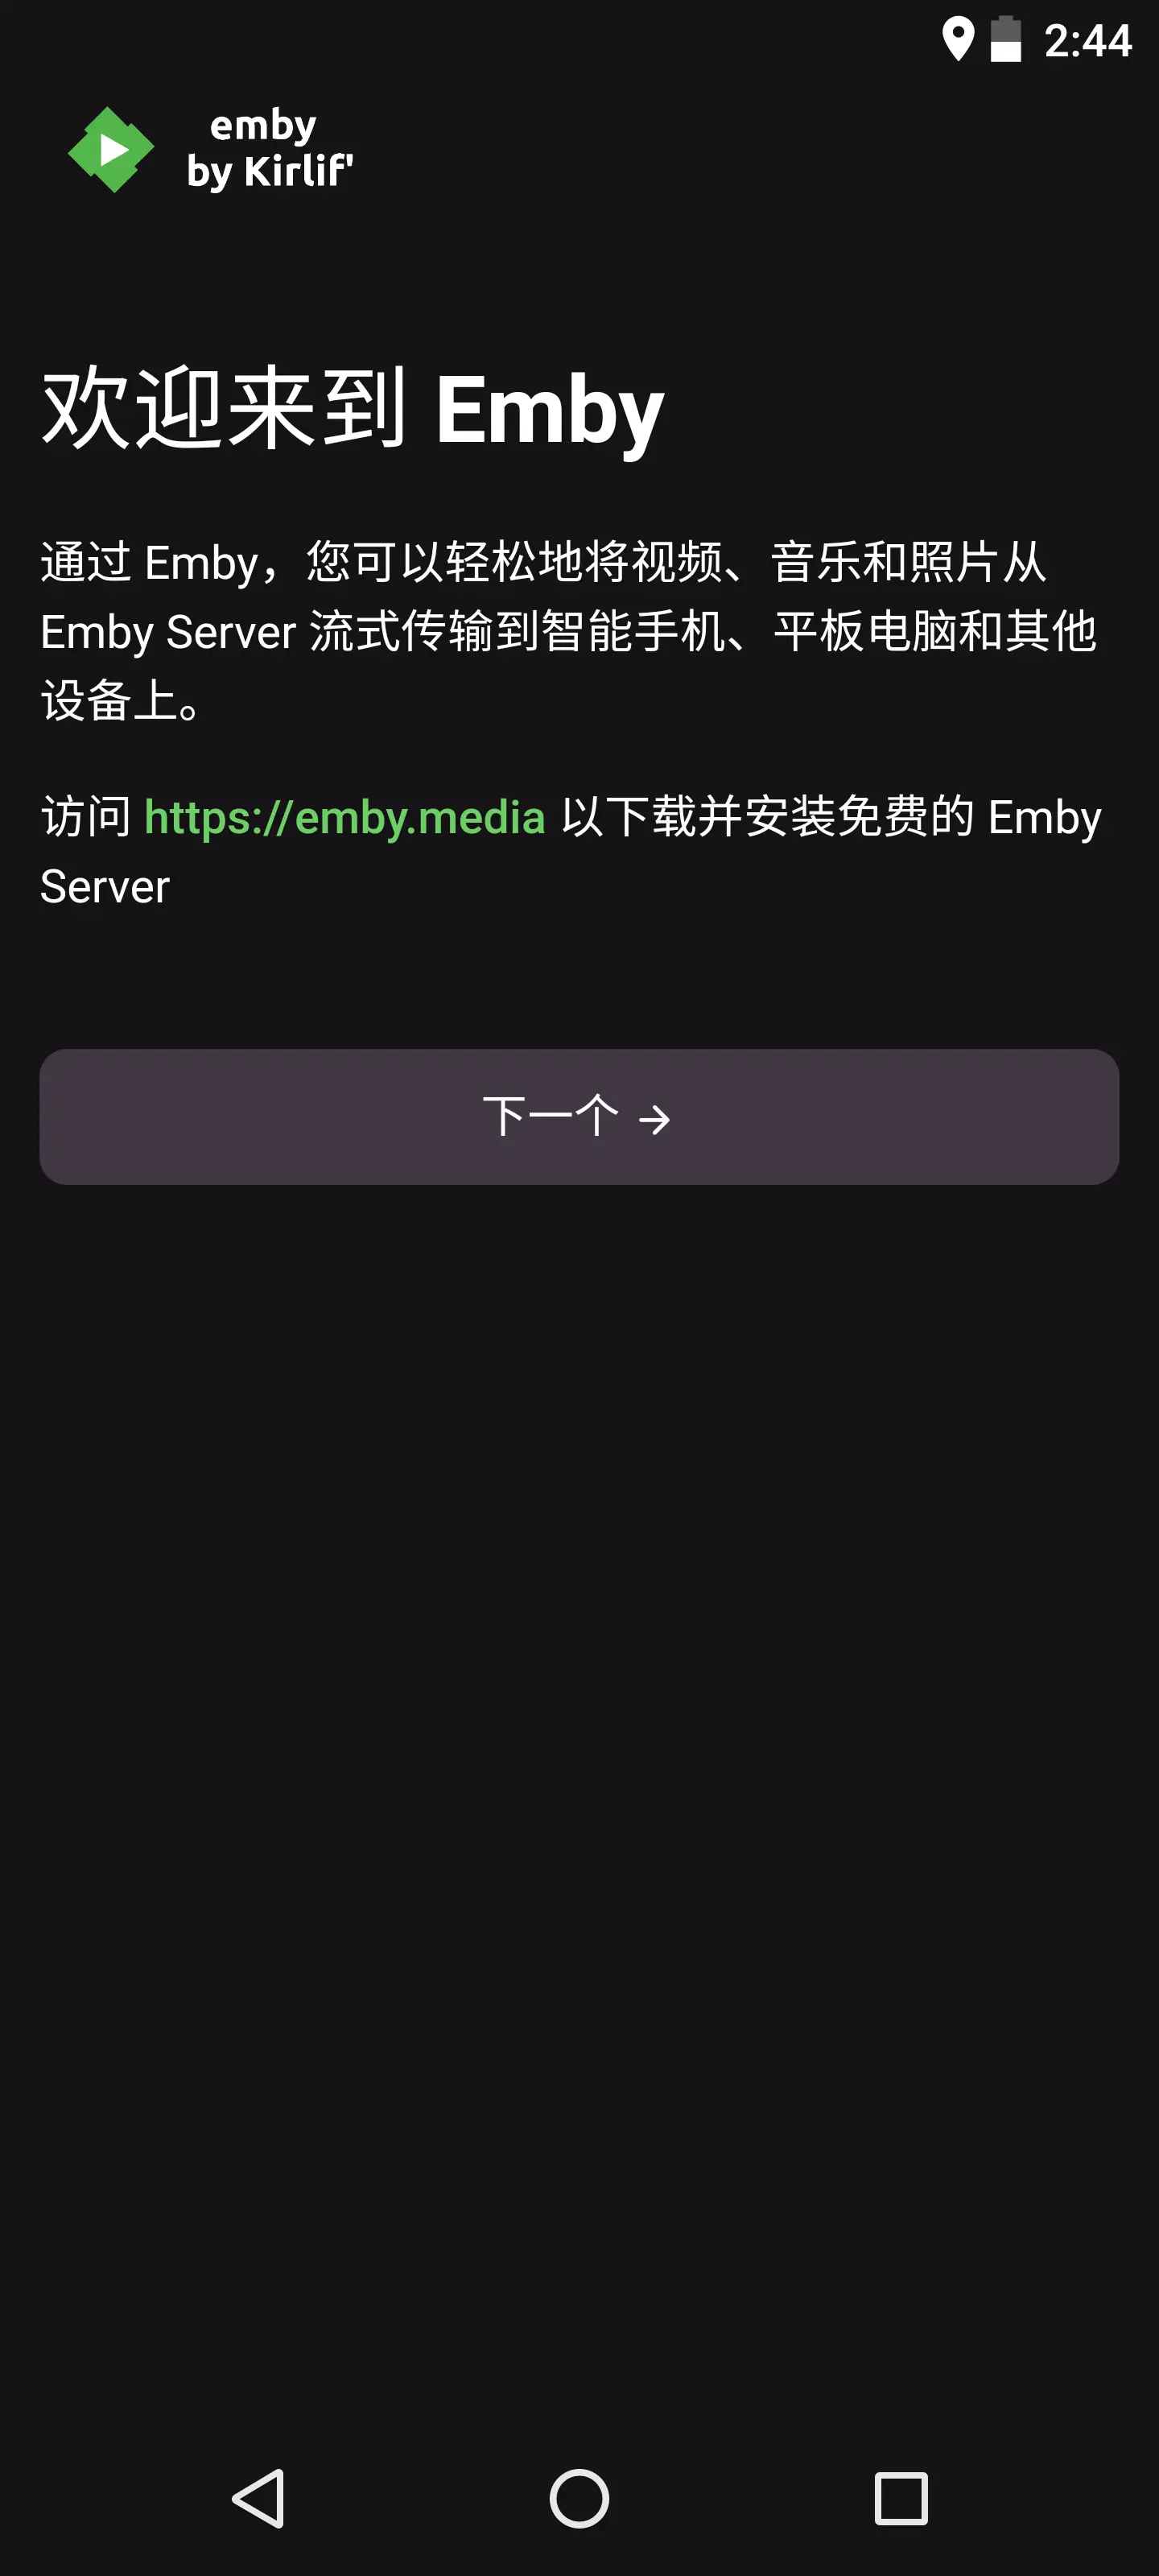 2:44
emby
by Kirlif'
欢迎来到 Emby
通过 Emby，您可以轻松地将视频、音乐和照片从
Emby Server 流式传输到智能手机、平板电脑和其他
设备上。
访问 https://emby.media 以下载并安装免费的 Emby
Server
下一个 →